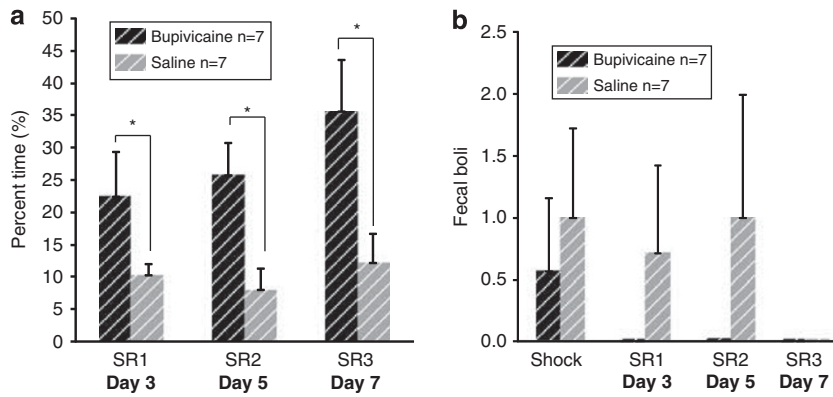 a
Percent time (%)
50
45
40
35
30
25
20
15
10
5
0
Bupivicaine n=7
Saline n=7
*
*
*
SR1
Day 3
SR2
Day 5
SR3
Day 7
b
Fecal boli
2.5
2.0
1.5
1.0
0.5
0.0
Bupivicaine n=7
Saline n=7
Shock
SR1
Day 3
SR2
Day 5
SR3
Day 7